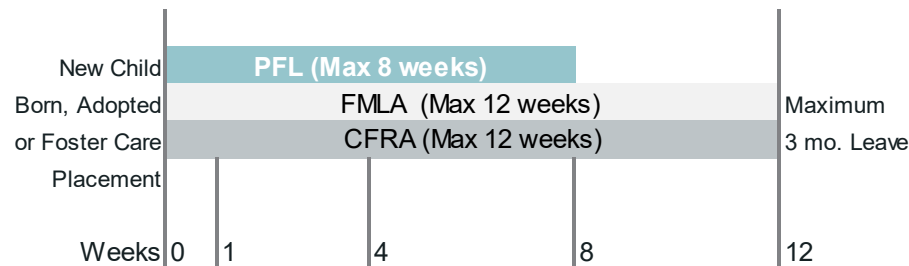 New Child
Born, Adopted
or Foster Care
Placement
PFL (Max 8 weeks)
FMLA (Max 12 weeks)
CFRA (Max 12 weeks)
Maximum
3 mo. Leave
Weeks 0 1 4 8 12